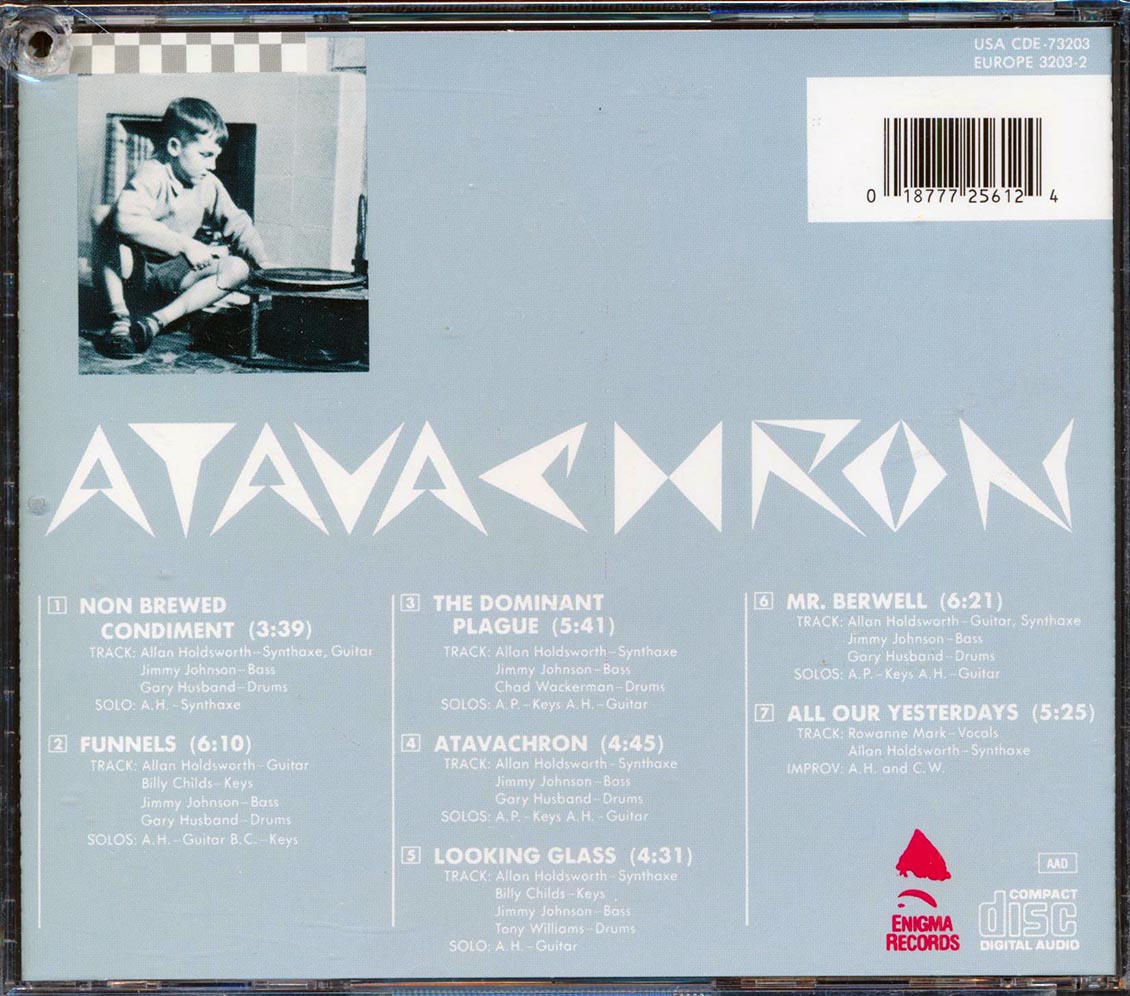 USA CDE-73203
EUROPE 3203-2
0 18777 25612 4
ATAVACHRON
1 NON BREWED
CONDIMENT (3:39)
TRACK: Allan Holdsworth–Synthaxe, Guitar
Jimmy Johnson–Bass
Gary Husband–Drums
SOLO: A.H.–Synthaxe
2 FUNNELS (6:10)
TRACK: Allan Holdsworth–Guitar
Billy Childs–Keys
Jimmy Johnson–Bass
Gary Husband–Drums
SOLOS: A.H.–Guitar B.C.–Keys
3 THE DOMINANT
PLAGUE (5:41)
TRACK: Allan Holdsworth–Synthaxe
Jimmy Johnson–Bass
Chad Wackerman–Drums
SOLOS: A.P.–Keys A.H.–Guitar
4 ATAVACHRON (4:45)
TRACK: Allan Holdsworth–Synthaxe
Jimmy Johnson–Bass
Gary Husband–Drums
SOLOS: A.P.–Keys A.H.–Guitar
5 LOOKING GLASS (4:31)
TRACK: Allan Holdsworth–Synthaxe
Billy Childs–Keys
Jimmy Johnson–Bass
Tony Williams–Drums
SOLO: A.H.–Guitar
6 MR. BERWELL (6:21)
TRACK: Allan Holdsworth–Guitar, Synthaxe
Jimmy Johnson–Bass
Gary Husband–Drums
SOLOS: A.P.–Keys A.H.–Guitar
7 ALL OUR YESTERDAYS (5:25)
TRACK: Rowanne Mark–Vocals
Allan Holdsworth–Synthaxe
IMPROV: A.H. and C.W.
ENIGMA
RECORDS
AAD
COMPACT
disc
DIGITAL AUDIO